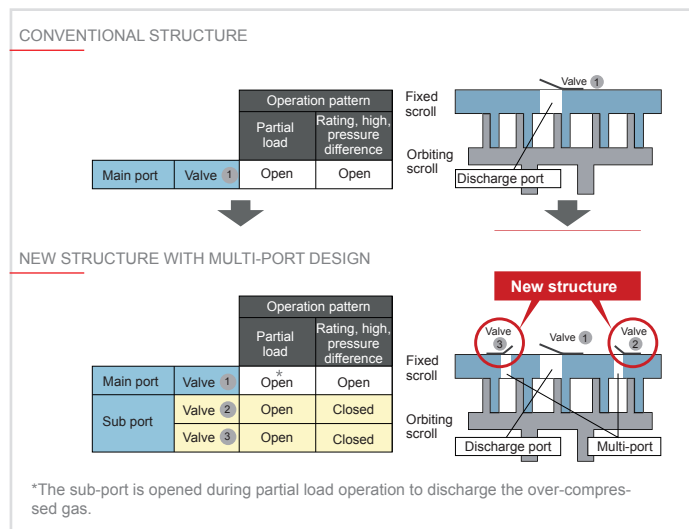 CONVENTIONAL STRUCTURE
Operation pattern
Partial
load
Rating, high,
pressure
difference
Main port
Valve 1
Open
Open
Valve 1
Fixed
scroll
Orbiting
scroll
Discharge port
NEW STRUCTURE WITH MULTI-PORT DESIGN
Operation pattern
Partial
load
Rating, high,
pressure
difference
Main port
Valve 1
Open*
Open
Sub port
Valve 2
Open
Closed
Valve 3
Open
Closed
New structure
Valve
3
Valve 1
Valve
2
Fixed
scroll
Orbiting
scroll
Discharge port
Multi-port
*The sub-port is opened during partial load operation to discharge the over-compres-
sed gas.